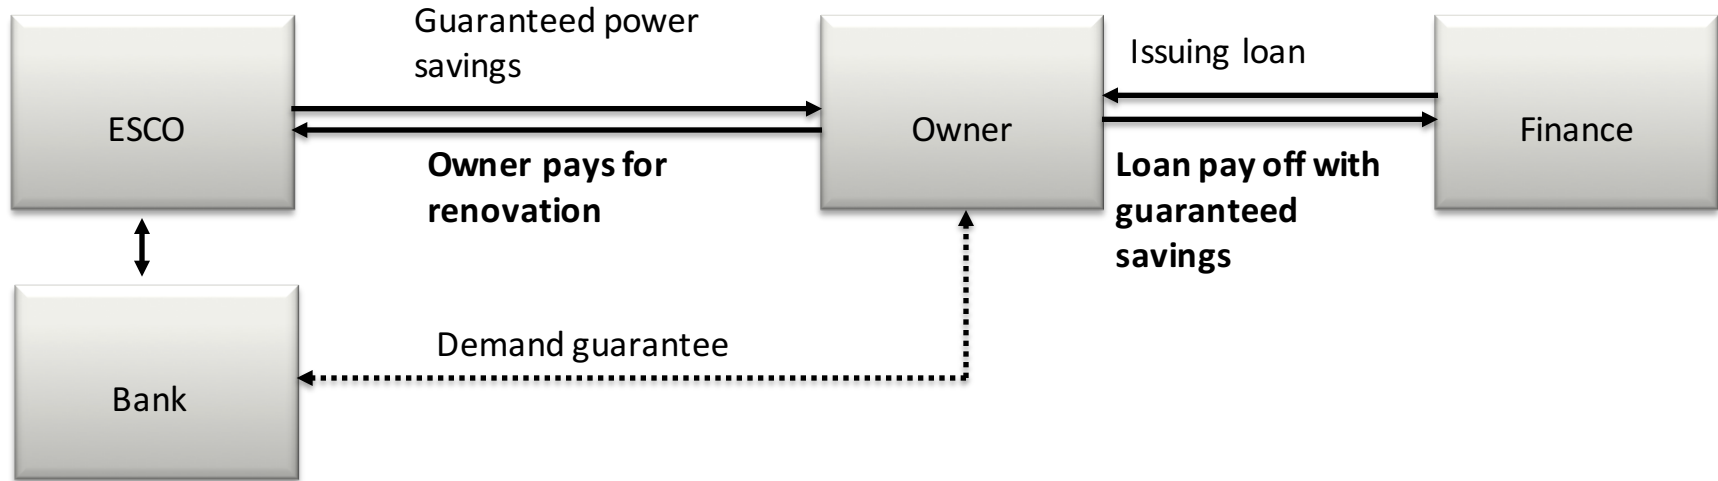 Guaranteed power
savings
Issuing loan
ESCO
Owner
Finance
Owner pays for
renovation
Loan pay off with
guaranteed
savings
Demand guarantee
Bank